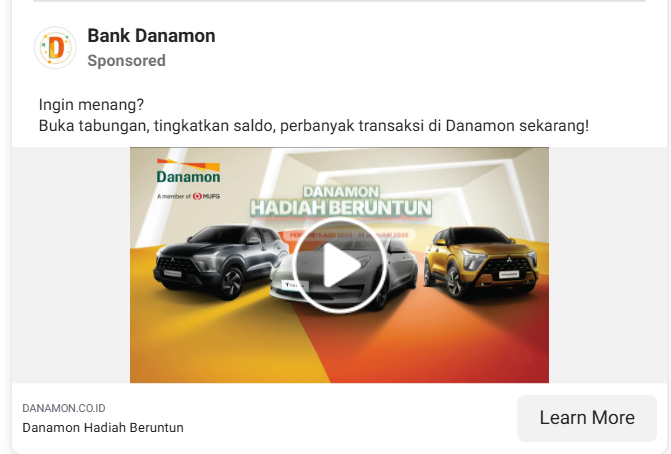 Bank Danamon
Sponsored
Ingin menang?
Buka tabungan, tingkatkan saldo, perbanyak transaksi di Danamon sekarang!
Danamon
A member of MUFG
DANAMON
HADIAH BERUNTUN
DANAMON.CO.ID
Danamon Hadiah Beruntun
Learn More